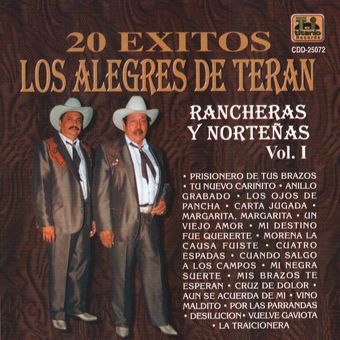 titanio
Records
CDD-25072
20 EXITOS
LOS ALEGRES DE TERAN
RANCHERAS
Y NORTEÑAS
Vol. I
• PRISIONERO DE TUS BRAZOS
• TU NUEVO CARIÑITO • ANILLO
GRABADO • LOS OJOS DE
PANCHA • CARTA JUGADA •
MARGARITA, MARGARITA • UN
VIEJO AMOR • MI DESTINO
FUE QUERERTE • MORENA LA
CAUSA FUISTE • CUATRO
ESPADAS • CUANDO SALGO
A LOS CAMPOS • MI NEGRA
SUERTE • MIS BRAZOS TE
ESPERAN • CRUZ DE DOLOR •
AUN SE ACUERDA DE MI • VINO
MALDITO • POR LAS PARRANDAS
• DESILUCION • VUELVE GAVIOTA
• LA TRAICIONERA